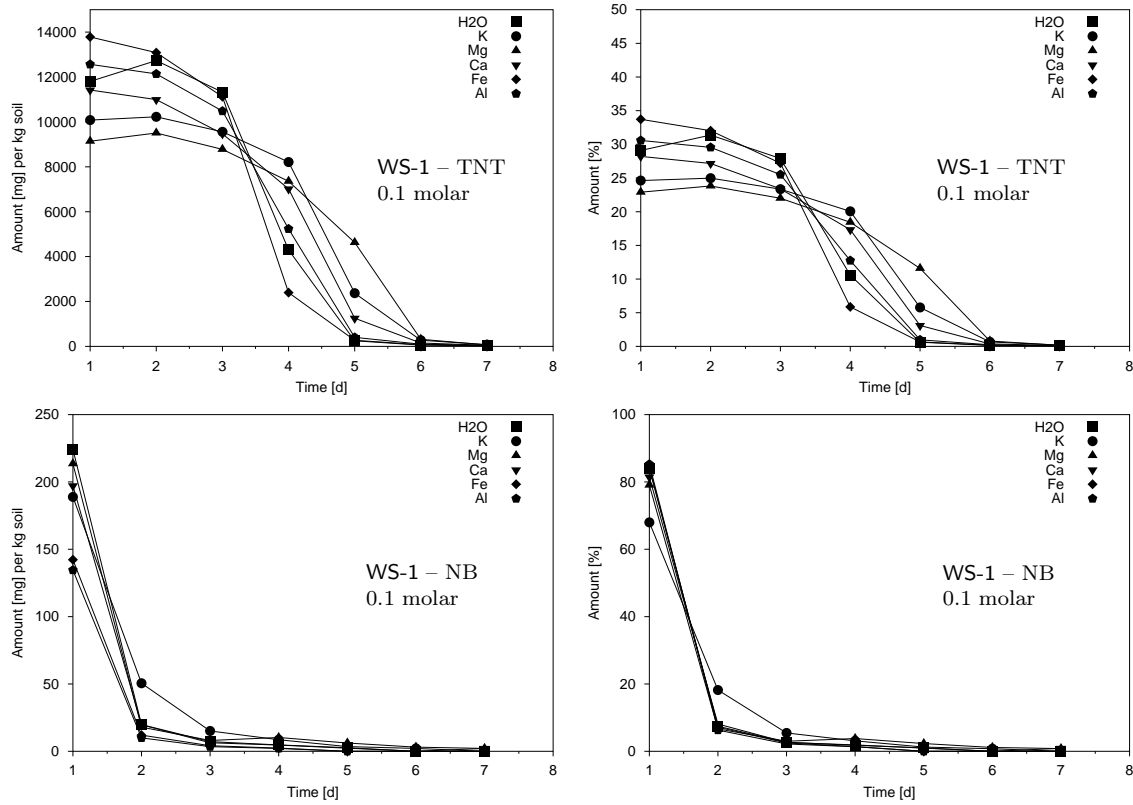 14000
12000
10000
8000
6000
4000
2000
0
1 2 3 4 5 6 7 8
Amount [mg] per kg soil
Time [d]
H2O
K
Mg
Ca
Fe
Al
WS-1 – TNT
0.1 molar
50
45
40
35
30
25
20
15
10
5
0
1 2 3 4 5 6 7 8
Amount [%]
Time [d]
H2O
K
Mg
Ca
Fe
Al
WS-1 – TNT
0.1 molar
250
200
150
100
50
0
1 2 3 4 5 6 7 8
Amount [mg] per kg soil
Time [d]
H2O
K
Mg
Ca
Fe
Al
WS-1 – NB
0.1 molar
100
80
60
40
20
0
1 2 3 4 5 6 7 8
Amount [%]
Time [d]
H2O
K
Mg
Ca
Fe
Al
WS-1 – NB
0.1 molar